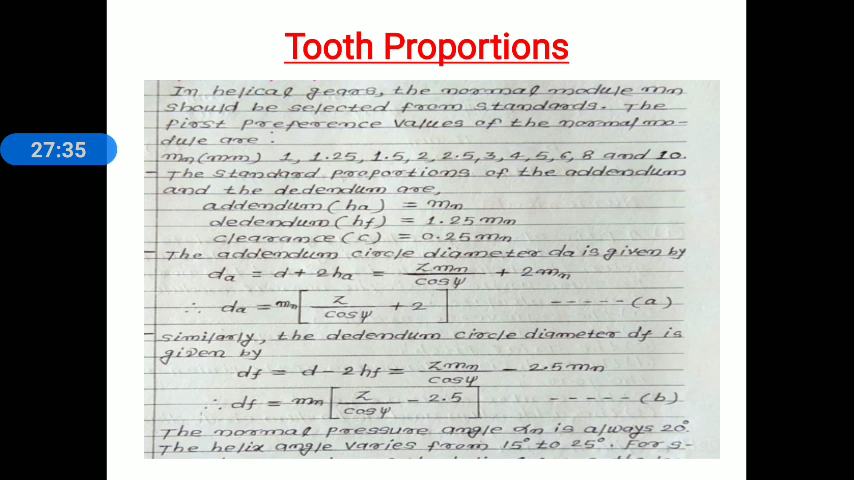 Tooth Proportions
27:35
In helical gears, the normal module mn
should be selected from standards. The
first preference values of the normal mo-
dule are :
mn (mm) 1, 1.25, 1.5, 2, 2.5, 3, 4, 5, 6, 8 and 10.
- The standard proportions of the addendum
and the dedendum are,
addendum (ha) = mn
dedendum (hf) = 1.25 mn
clearance (c) = 0.25 mn
- The addendum circle diameter da is given by
da = d + 2ha = z mn / cos ψ + 2 mn
∴ da = mn [ z / cos ψ + 2 ] ----- (a)
- similarly, the dedendum circle diameter df is
given by
df = d - 2hf = z mn / cos ψ - 2.5 mn
∴ df = mn [ z / cos ψ - 2.5 ] ----- (b)
The normal pressure angle αn is always 20°.
The helix angle varies from 15° to 25°. For s-